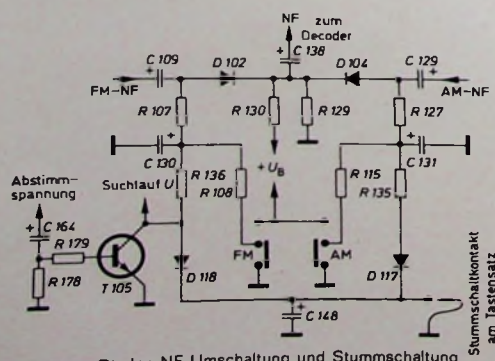 NF
zum
Decoder
C 109
D 102
C 138
D 104
C 129
FM-NF
AM-NF
R 107
R 130
R 129
R 127
C 130
C 131
+U_B
Abstimm-
spannung
Suchlauf U
R 136
R 108
R 115
R 135
C 164
R 179
FM
AM
R 178
T 105
D 118
D 117
C 148
Stummschaltkontakt
am Tastensatz
NF Umschaltung und Stummschaltung